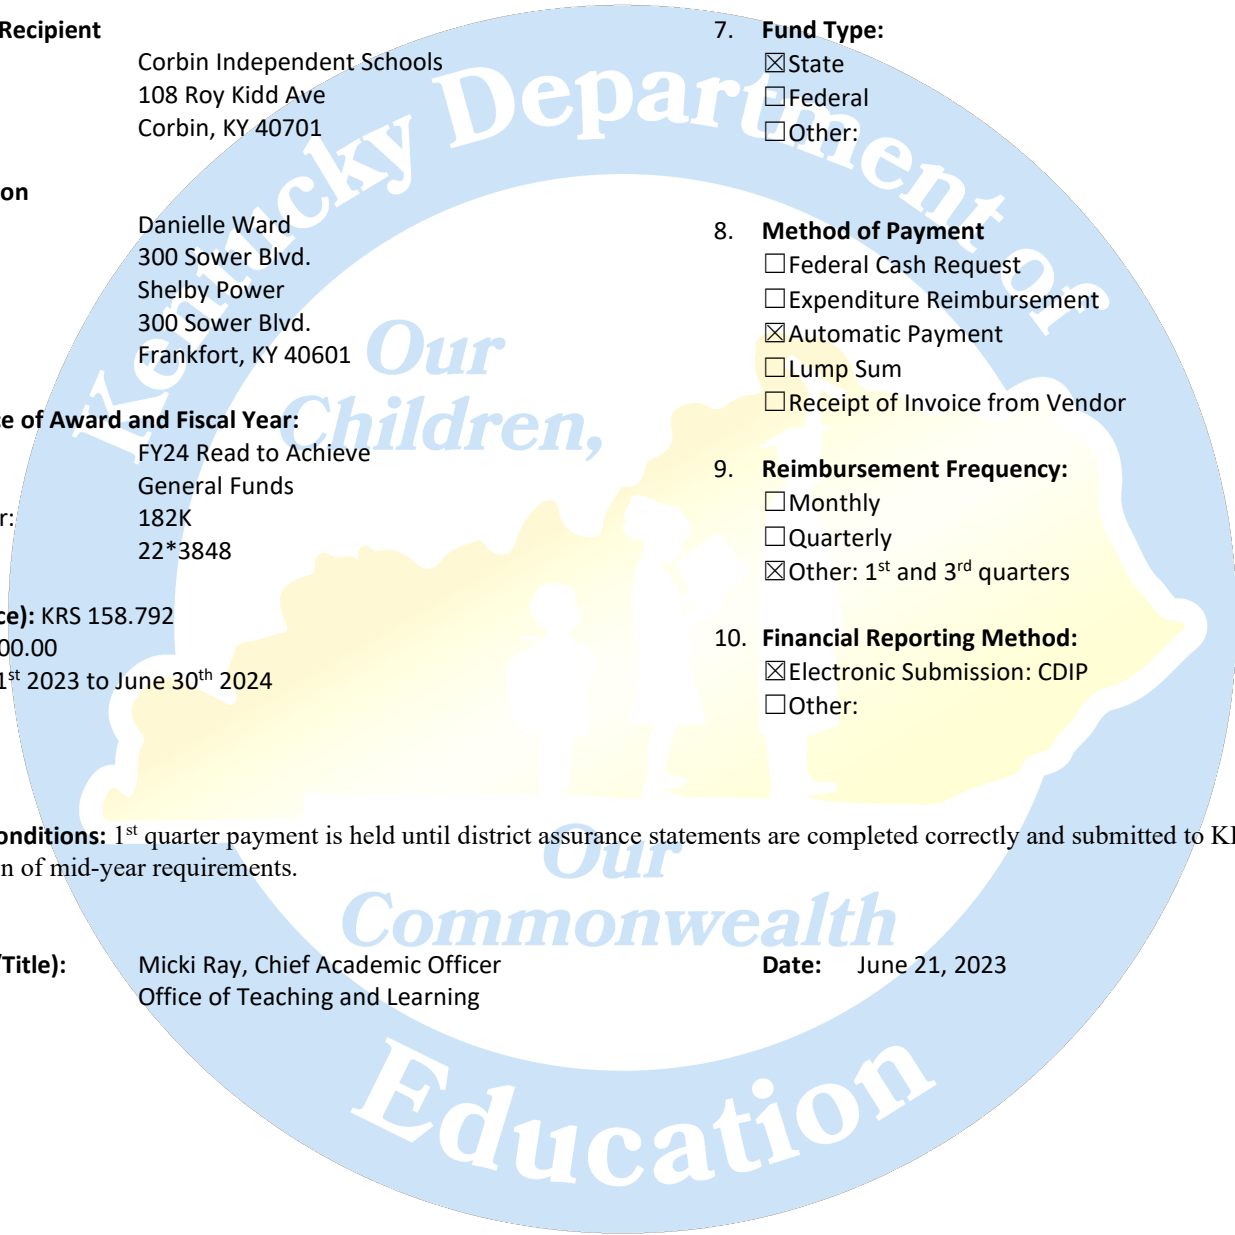 Recipient
Corbin Independent Schools
108 Roy Kidd Ave
Corbin, KY 40701
on
Danielle Ward
300 Sower Blvd.
Shelby Power
300 Sower Blvd.
Frankfort, KY 40601
ce of Award and Fiscal Year:
FY24 Read to Achieve
General Funds
r: 182K
22*3848
ce): KRS 158.792
00.00
1st 2023 to June 30th 2024
7. Fund Type:
☒State
☐Federal
☐Other:
8. Method of Payment
☐Federal Cash Request
☐Expenditure Reimbursement
☒Automatic Payment
☐Lump Sum
☐Receipt of Invoice from Vendor
9. Reimbursement Frequency:
☐Monthly
☐Quarterly
☒Other: 1st and 3rd quarters
10. Financial Reporting Method:
☒Electronic Submission: CDIP
☐Other:
onditions: 1st quarter payment is held until district assurance statements are completed correctly and submitted to
n of mid-year requirements.
/Title): Micki Ray, Chief Academic Officer
Office of Teaching and Learning
Date: June 21, 2023
Kentucky Department of
Education
Our
Children,
Our
Commonwealth